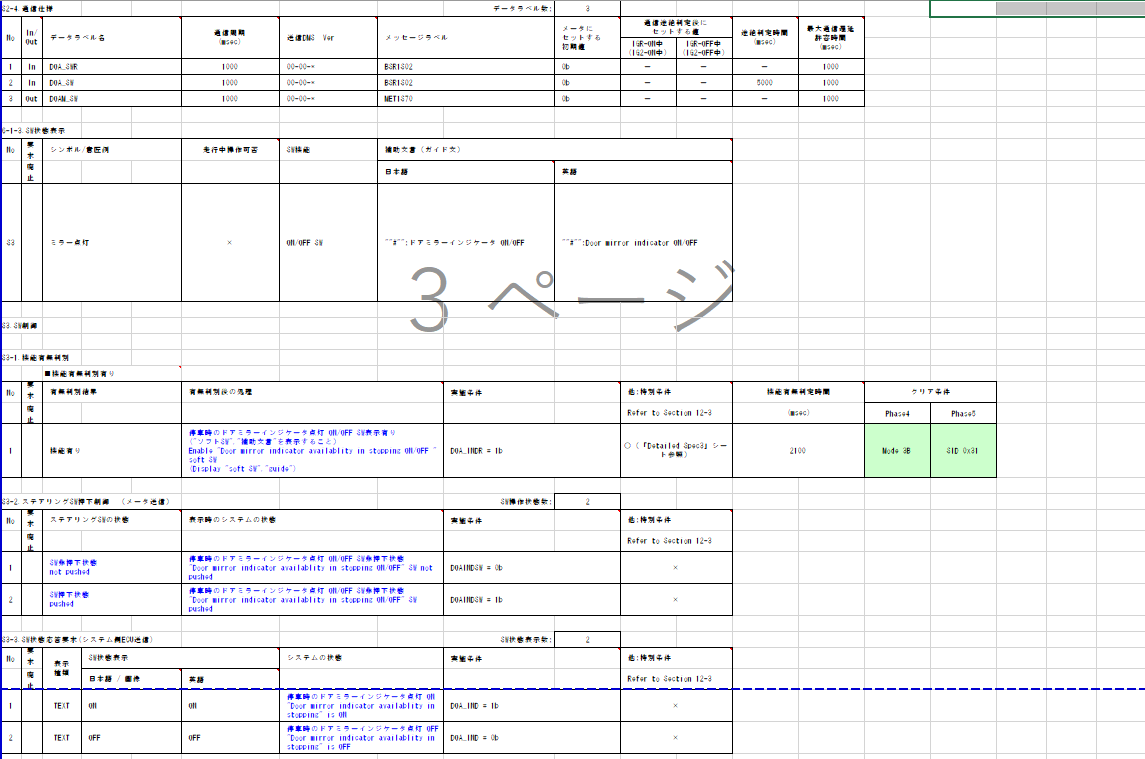 S2-4.通信仕様 データラベル数: 3
No In/Out データラベル名 通信周期(msec) 送信DMS Ver メッセージラベル メータにセットする初期値 通信途絶判定後にセットする値 途絶判定時間(msec) 最大通信遅延許容時間(msec)
IGR-ON中(IG2-ON中) IGR-OFF中(IG2-OFF中)
1 In DOA_SWR 1000 00-00-* BSR1S02 0b － － － 1000
2 In DOA_SW 1000 00-00-* BSR1S02 0b － － 5000 1000
3 Out DOAM_SW 1000 00-00-* MET1S70 0b － － － 1000
6-1-3.SW状態表示
No 要求 シンボル/意匠例 走行中操作可否 SW機能 補助文言（ガイド文）
廃止 日本語 英語
S3 ミラー点灯 × ON/OFF SW ^^#^^:ドアミラーインジケータ ON/OFF ^^#^^:Door mirror indicator ON/OFF
3 ページ
S3.SW制御
S3-1.機能有無判別
■機能有無判別有り
No 要求 有無判別結果 有無判別後の処理 実施条件 他:特別条件 機能有無判定時間 クリア条件
廃止 Refer to Section 12-3 (msec) Phase4 Phase5
1 機能有り 停車時のドアミラーインジケータ点灯 ON/OFF SW表示有り
("ソフトSW","補助文言"を表示すること)
Enable "Door mirror indicator availablity in stopping ON/OFF "
soft SW
(Display "soft SW","guide")
DOA_INDR = 1b ○（「Detailed Spec3」シート参照） 2100 Mode 3B SID 0x31
S3-2.ステアリングSW押下制御 （メータ送信） SW操作状態数: 2
No 要求 ステアリングSWの状態 表示時のシステムの状態 実施条件 他:特別条件
廃止 Refer to Section 12-3
1 SW非押下状態
not pushed
停車時のドアミラーインジケータ点灯 ON/OFF SW非押下状態
"Door mirror indicator availablity in stopping ON/OFF" SW not
pushed
DOAINDSW = 0b ×
2 SW押下状態
pushed
停車時のドアミラーインジケータ点灯 ON/OFF SW非押下状態
"Door mirror indicator availablity in stopping ON/OFF" SW
pushed
DOAINDSW = 1b ×
S3-3.SW状態応答要求(システム側ECU送信) SW状態表示数: 2
No 要求 表示種類 SW状態表示 システムの状態 実施条件 他:特別条件
廃止 日本語 / 画像 英語 Refer to Section 12-3
1 TEXT ON ON 停車時のドアミラーインジケータ点灯 ON
"Door mirror indicator availablity in
stopping" is ON
DOA_IND = 1b ×
2 TEXT OFF OFF 停車時のドアミラーインジケータ点灯 OFF
"Door mirror indicator availablity in
stopping" is OFF
DOA_IND = 0b ×